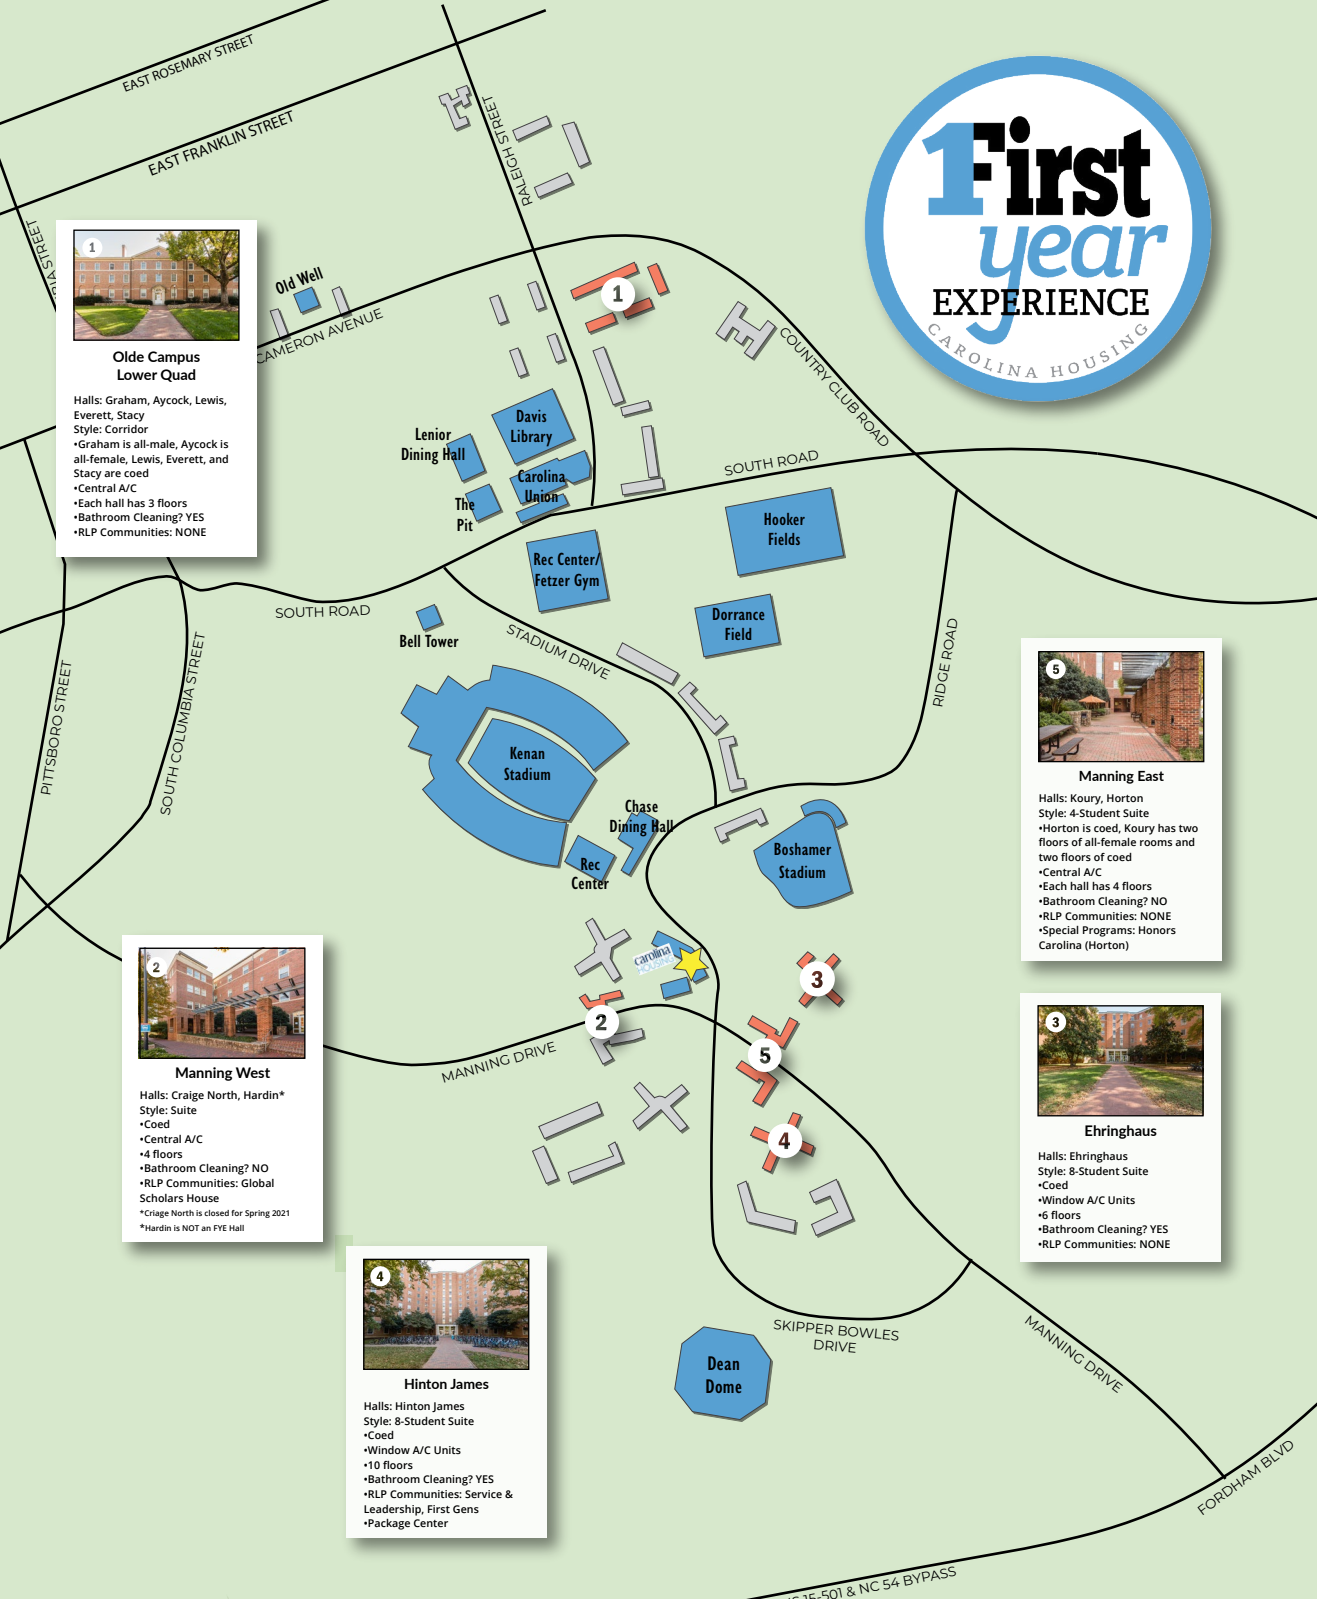 EAST ROSEMARY STREET
EAST FRANKLIN STREET
RALEIGH STREET
1First
year
EXPERIENCE
CAROLINA HOUSING
STREET
1
Olde Campus
Lower Quad
Halls: Graham, Aycock, Lewis,
Everett, Stacy
Style: Corridor
•Graham is all-male, Aycock is
all-female, Lewis, Everett, and
Stacy are coed
•Central A/C
•Each hall has 3 floors
•Bathroom Cleaning? YES
•RLP Communities: NONE
Old Well
CAMERON AVENUE
1
COUNTRY CLUB ROAD
Davis
Library
Lenior
Dining Hall
Carolina
Union
The
Pit
SOUTH ROAD
Hooker
Fields
Rec Center/
Fetzer Gym
Dorrance
Field
SOUTH ROAD
Bell Tower
STADIUM DRIVE
RIDGE ROAD
PITTSBORO STREET
SOUTH COLUMBIA STREET
Kenan
Stadium
Chase
Dining Hall
Rec
Center
Boshamer
Stadium
5
Manning East
Halls: Koury, Horton
Style: 4-Student Suite
•Horton is coed, Koury has two
floors of all-female rooms and
two floors of coed
•Central A/C
•Each hall has 4 floors
•Bathroom Cleaning? NO
•RLP Communities: NONE
•Special Programs: Honors
Carolina (Horton)
carolina
HOUSING
3
2
5
4
MANNING DRIVE
2
Manning West
Halls: Craige North, Hardin*
Style: Suite
•Coed
•Central A/C
•4 floors
•Bathroom Cleaning? NO
•RLP Communities: Global
Scholars House
*Criage North is closed for Spring 2021
*Hardin is NOT an FYE Hall
3
Ehringhaus
Halls: Ehringhaus
Style: 8-Student Suite
•Coed
•Window A/C Units
•6 floors
•Bathroom Cleaning? YES
•RLP Communities: NONE
4
Hinton James
Halls: Hinton James
Style: 8-Student Suite
•Coed
•Window A/C Units
•10 floors
•Bathroom Cleaning? YES
•RLP Communities: Service &
Leadership, First Gens
•Package Center
SKIPPER BOWLES
DRIVE
Dean
Dome
MANNING DRIVE
FORDHAM BLVD
15-501 & NC 54 BYPASS